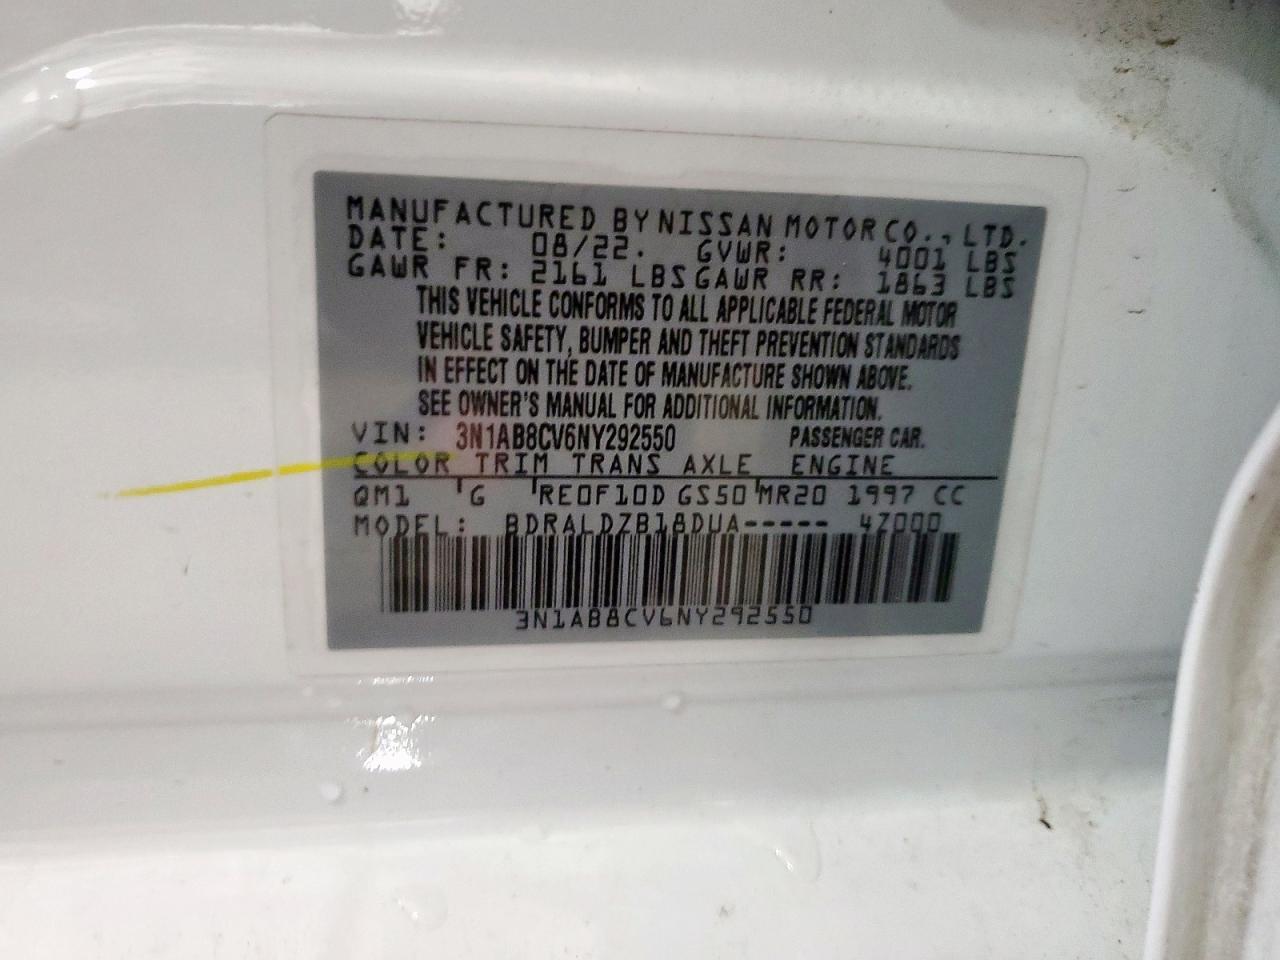 MANUFACTURED BY NISSAN MOTOR CO., LTD.
DATE: 08/22. GVWR: 4001 LBS
GAWR FR: 2161 LBS GAWR RR: 1863 LBS
THIS VEHICLE CONFORMS TO ALL APPLICABLE FEDERAL MOTOR
VEHICLE SAFETY, BUMPER AND THEFT PREVENTION STANDARDS
IN EFFECT ON THE DATE OF MANUFACTURE SHOWN ABOVE.
SEE OWNER'S MANUAL FOR ADDITIONAL INFORMATION.
VIN: 3N1AB8CV6NY292550 PASSENGER CAR.
COLOR TRIM TRANS AXLE ENGINE
QM1 G RE0F10D GS50 MR20 1997 CC
MODEL: BDRALDZB18DUA----- 4Z000
3N1AB8CV6NY292550